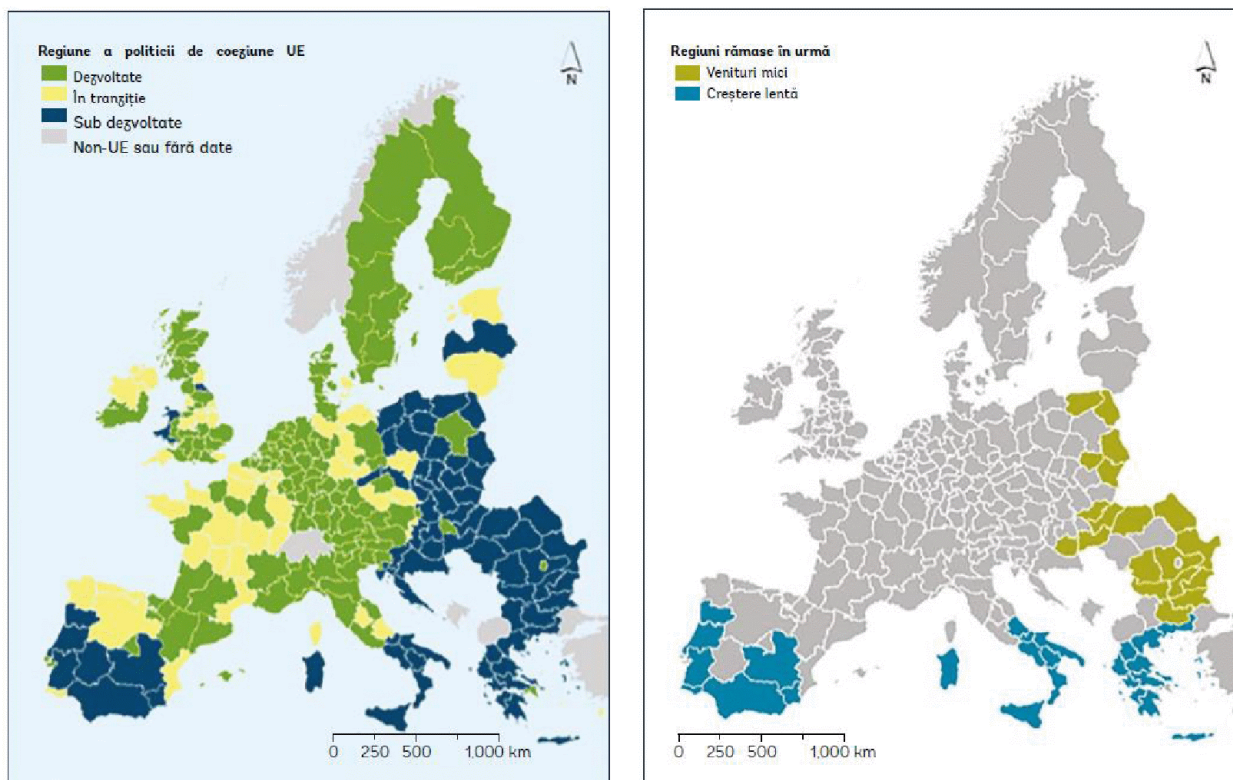 Regiune a politicii de coeziune UE
Dezvoltate
În tranziție
Sub dezvoltate
Non-UE sau fără date
N
0 250 500 1,000 km
Regiuni rămase în urmă
Venituri mici
Creștere lentă
N
0 250 500 1,000 km